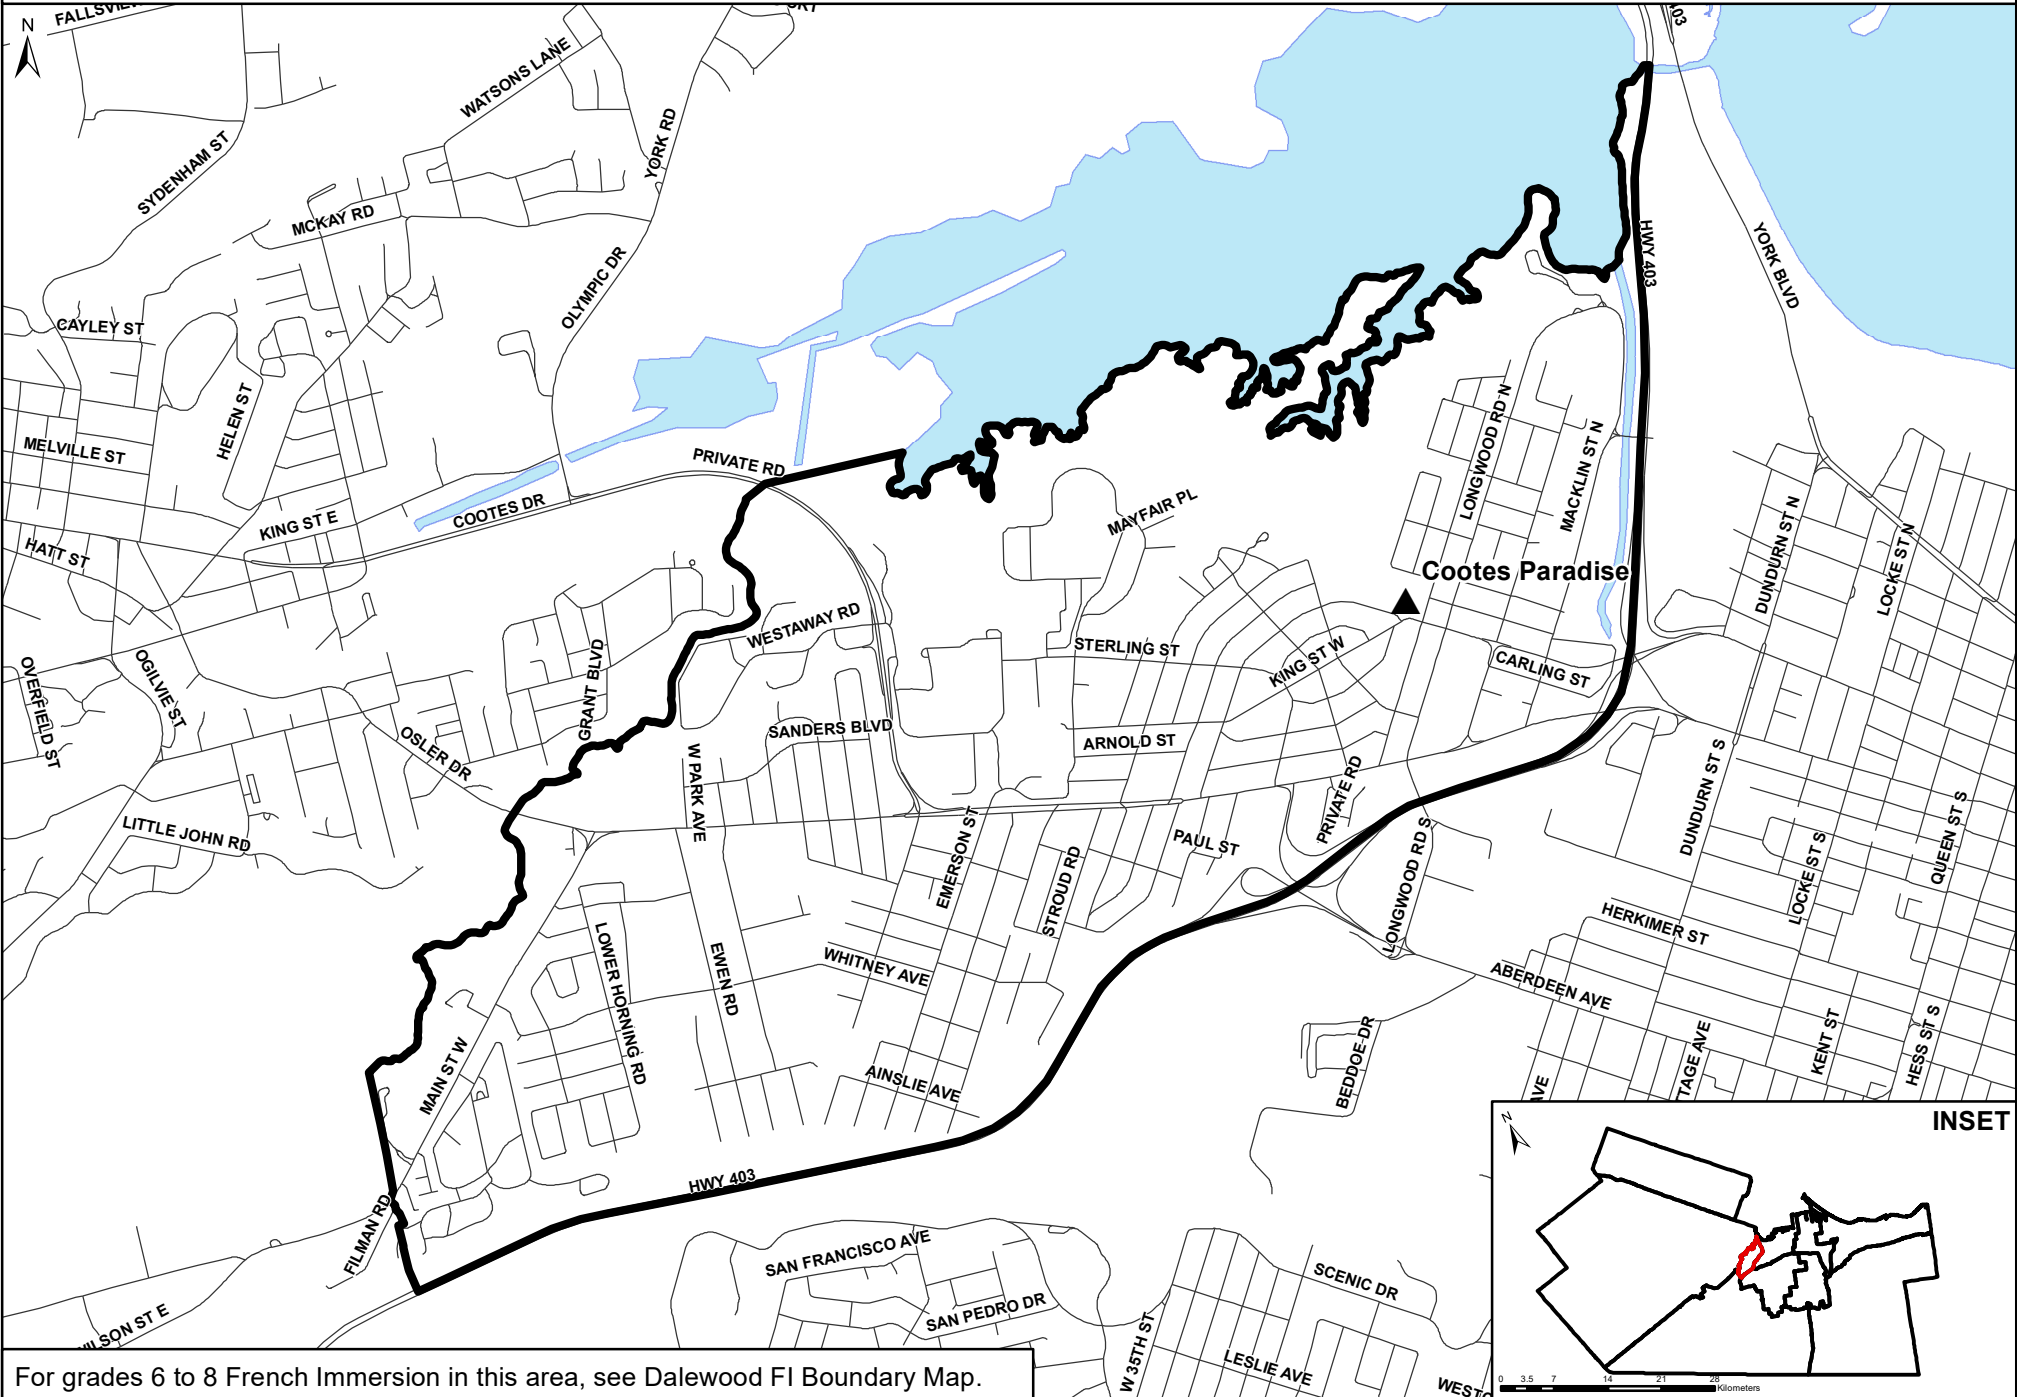 FALLSVIEW
N
WATSONS LANE
YORK RD
SYDENHAM ST
MCKAY RD
OLYMPIC DR
CAYLEY ST
HELEN ST
MELVILLE ST
PRIVATE RD
KING ST E
COOTES DR
HATT ST
403
HWY 403
YORK BLVD
LONGWOOD RD N
MACKLIN ST N
MAYFAIR PL
DUNDURN ST N
LOCKE ST N
Cootes Paradise
WESTAWAY RD
STERLING ST
KING ST W
CARLING ST
OVERFIELD ST
OGILVIE ST
GRANT BLVD
OSLER DR
SANDERS BLVD
ARNOLD ST
W PARK AVE
PRIVATE RD
LITTLE JOHN RD
EMERSON ST
PAUL ST
STROUD RD
LONGWOOD RD S
DUNDURN ST S
LOCKE ST S
QUEEN ST S
HERKIMER ST
LOWER HORNING RD
EWEN RD
WHITNEY AVE
ABERDEEN AVE
MAIN ST W
AINSLIE AVE
BEDDOE DR
KENT ST
HESS ST S
TAGE AVE
AVE
HWY 403
FILMAN RD
WILSON ST E
SAN FRANCISCO AVE
SAN PEDRO DR
SCENIC DR
W 35TH ST
LESLIE AVE
INSET
N
0 3.5 7 14 21 28
Kilometers
For grades 6 to 8 French Immersion in this area, see Dalewood FI Boundary Map.